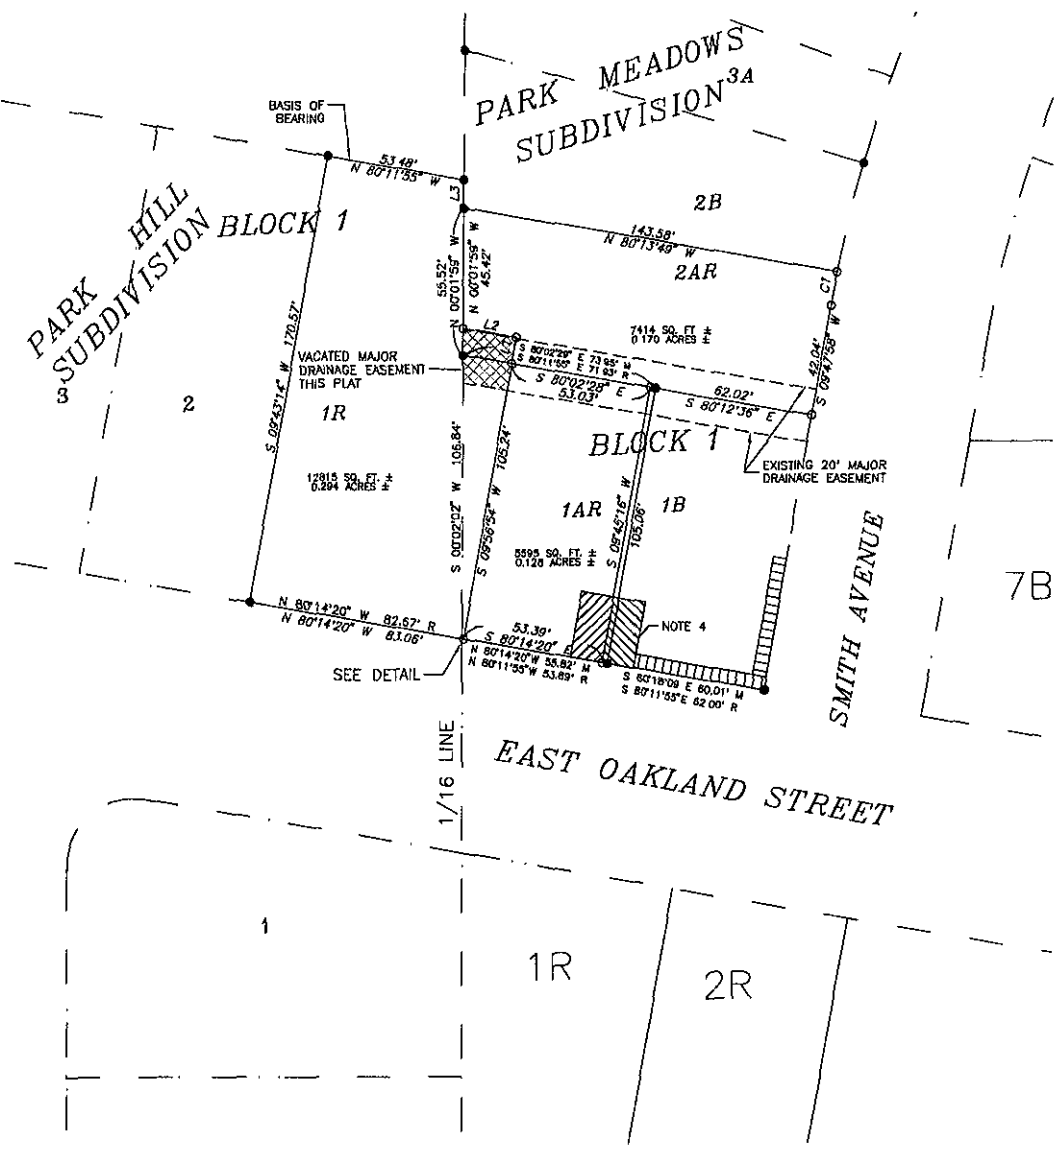 PARK MEADOWS
SUBDIVISION
3A
BASIS OF
BEARING
53.48'
N 80°11'55" W
L3
PARK HILL
SUBDIVISION
BLOCK 1
2B
143.58'
N 80°13'49" W
2AR
C1
55.52'
N 00°01'59" W
N 00°01'59" W
45.42'
L2
7414 SQ. FT ±
0.170 ACRES ±
S 09°43'14" W 170.57'
VACATED MAJOR
DRAINAGE EASEMENT
THIS PLAT
S 80°02'29" E 73.95' M
S 80°11'55" E 71.93' R
S 80°02'28" E
53.03'
62.02'
S 80°12'36" E
42.04'
S 09°47'58" W
3
2
1R
BLOCK 1
EXISTING 20' MAJOR
DRAINAGE EASEMENT
12815 SQ. FT. ±
0.294 ACRES ±
S 00°02'02" W 105.84'
S 09°56'54" W 105.24'
1AR
1B
S 09°45'16" W
105.06'
5595 SQ. FT. ±
0.128 ACRES ±
SMITH AVENUE
7B
N 80°14'20" W 82.67' R
N 80°14'20" W 83.06'
53.39'
S 80°14'20" E
N 80°14'20"W 55.82' M
N 80°11'55"W 53.89' R
NOTE 4
S 80°18'09 E 60.01' M
S 80°11'55"E 62.00' R
SEE DETAIL
1/16 LINE
EAST OAKLAND STREET
1
1R
2R